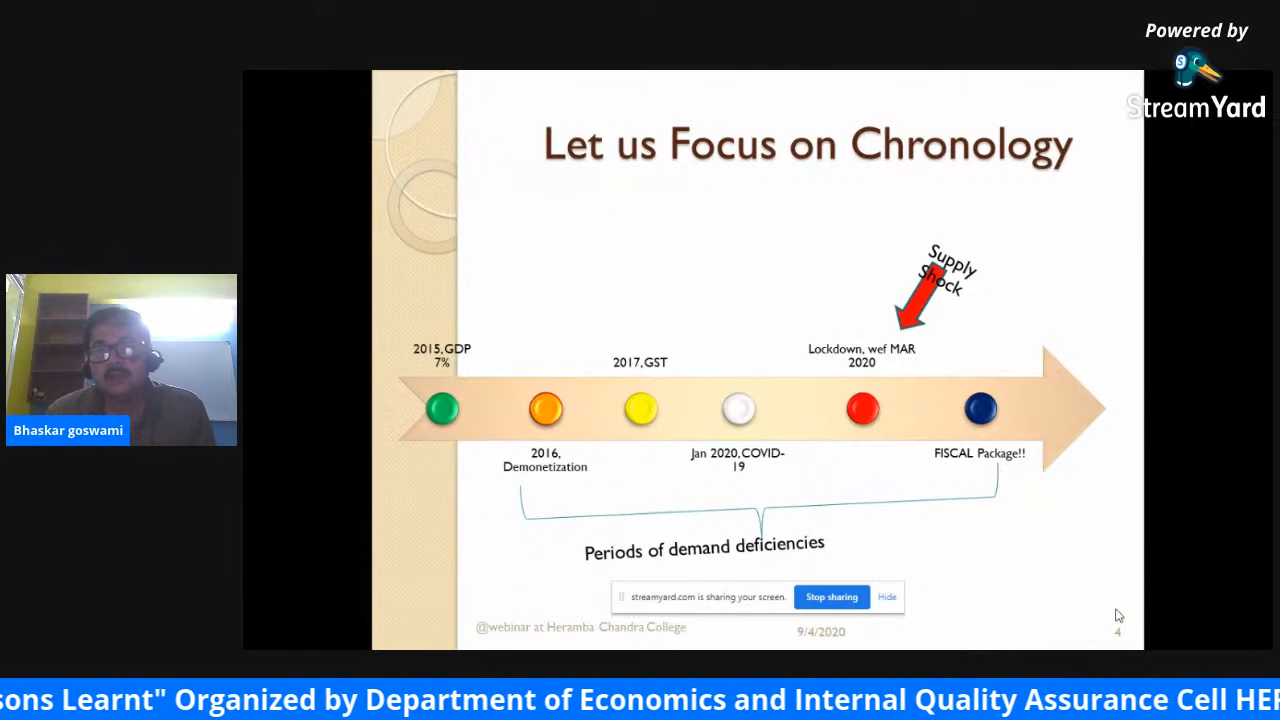 Powered by
StreamYard
Let us Focus on Chronology
Supply
Shock
2015,GDP
7%
2017,GST
Lockdown, wef MAR
2020
2016,
Demonetization
Jan 2020,COVID-
19
FISCAL Package!!
Periods of demand deficiencies
streamyard.com is sharing your screen.
Stop sharing
Hide
@webinar at Heramba Chandra College
9/4/2020
4
Bhaskar goswami
sons Learnt" Organized by Department of Economics and Internal Quality Assurance Cell HER